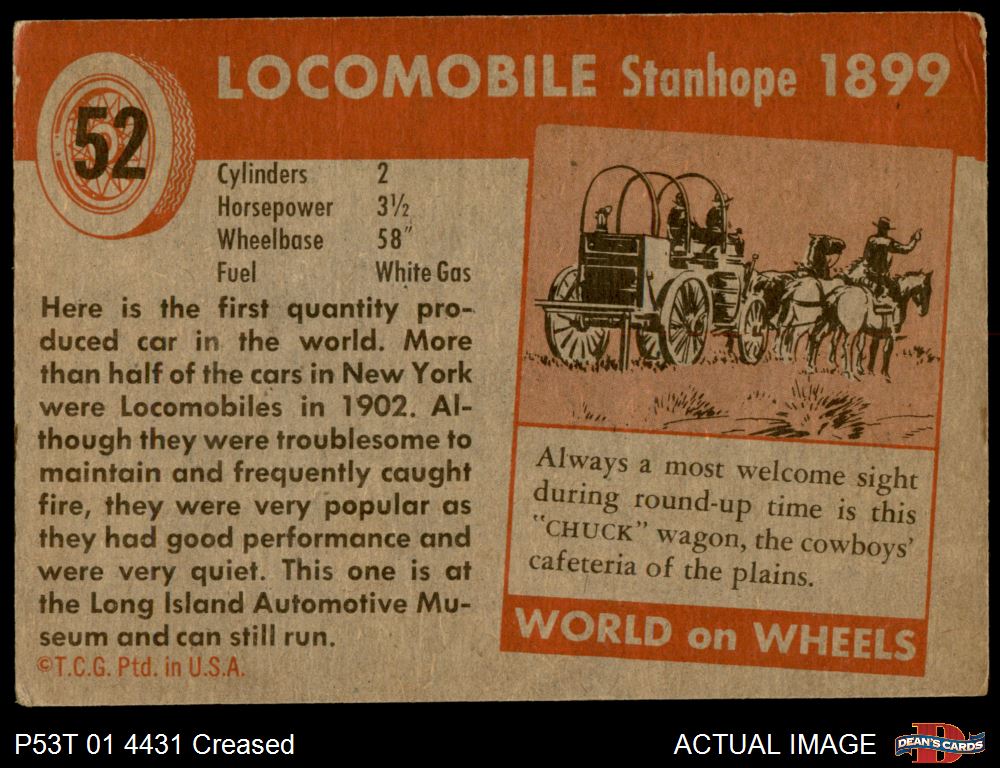 52
LOCOMOBILE Stanhope 1899
Cylinders 2
Horsepower 3½
Wheelbase 58"
Fuel White Gas
Here is the first quantity pro-
duced car in the world. More
than half of the cars in New York
were Locomobiles in 1902. Al-
though they were troublesome to
maintain and frequently caught
fire, they were very popular as
they had good performance and
were very quiet. This one is at
the Long Island Automotive Mu-
seum and can still run.
©T.C.G. Ptd. in U.S.A.
Always a most welcome sight
during round-up time is this
"CHUCK" wagon, the cowboys'
cafeteria of the plains.
WORLD on WHEELS
P53T 01 4431 Creased
ACTUAL IMAGE
D
DEAN'S CARDS